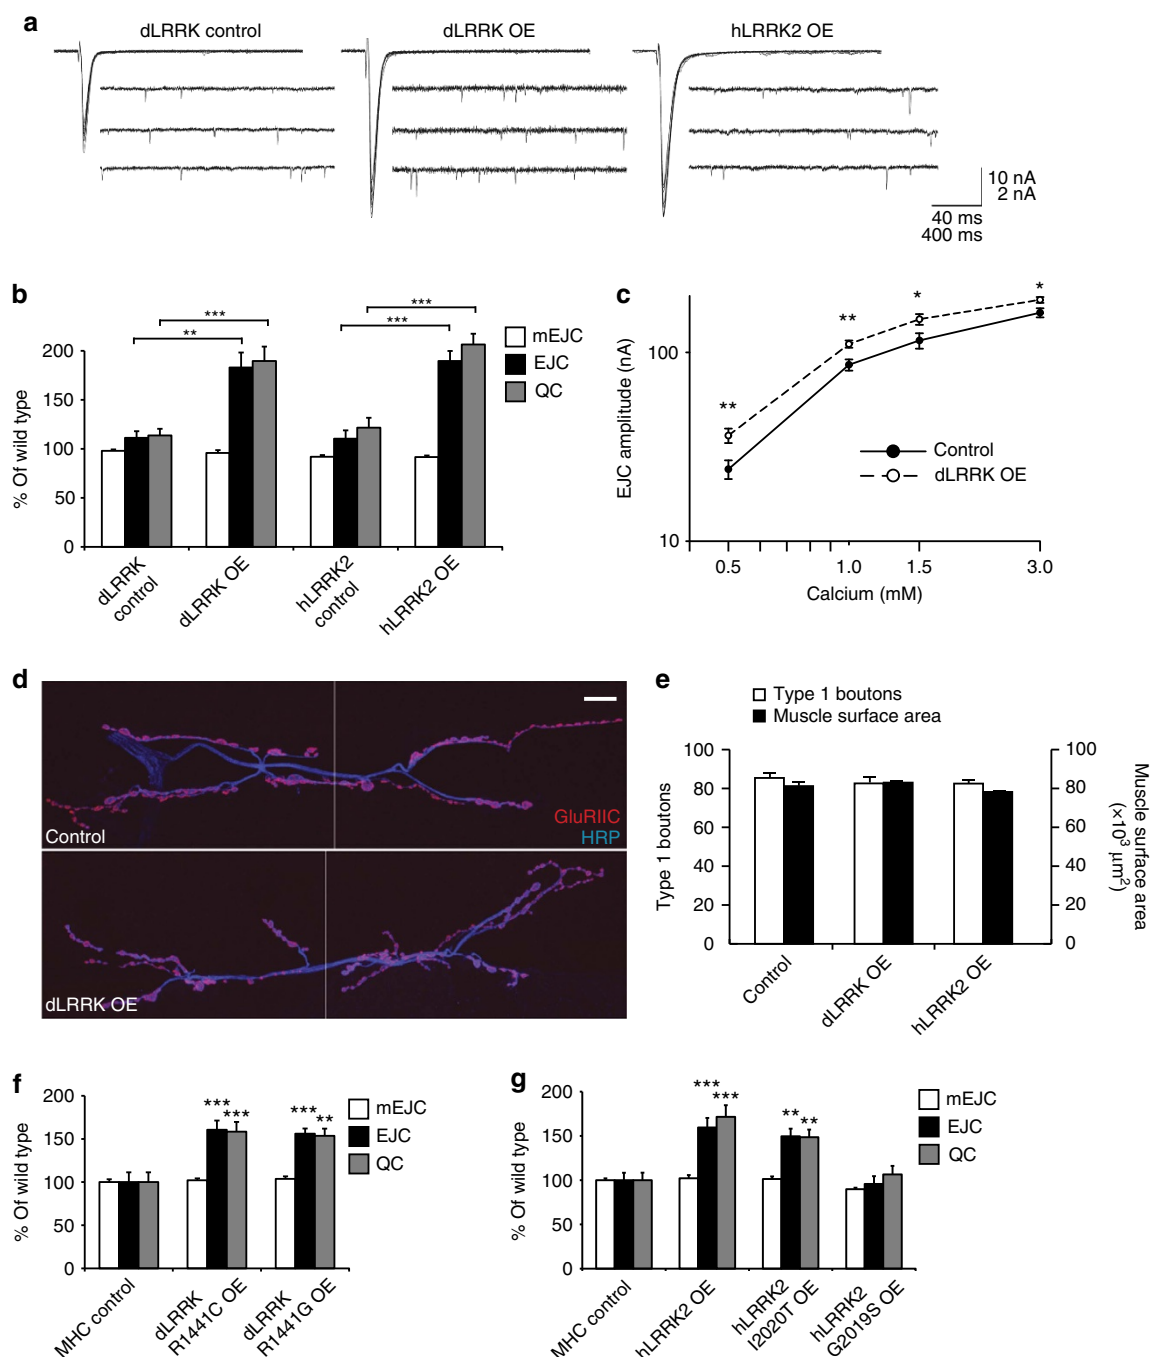 a
dLRRK control
dLRRK OE
hLRRK2 OE
10 nA
2 nA
40 ms
400 ms
b
***
**
***
***
mEJC
EJC
QC
% Of wild type
200
150
100
50
0
dLRRK control
dLRRK OE
hLRRK2 control
hLRRK2 OE
c
EJC amplitude (nA)
100
10
**
**
*
*
Control
dLRRK OE
0.5
1.0
1.5
3.0
Calcium (mM)
d
GluRIIC
HRP
Control
dLRRK OE
e
Type 1 boutons
Muscle surface area
Type 1 boutons
100
80
60
40
20
0
100
80
60
40
20
0
Muscle surface area
(×10³ µm²)
Control
dLRRK OE
hLRRK2 OE
f
% Of wild type
200
150
100
50
0
***
***
***
**
mEJC
EJC
QC
MHC control
dLRRK
R1441C OE
dLRRK
R1441G OE
g
% Of wild type
200
150
100
50
0
***
***
**
**
mEJC
EJC
QC
MHC control
hLRRK2 OE
hLRRK2
I2020T OE
hLRRK2
G2019S OE